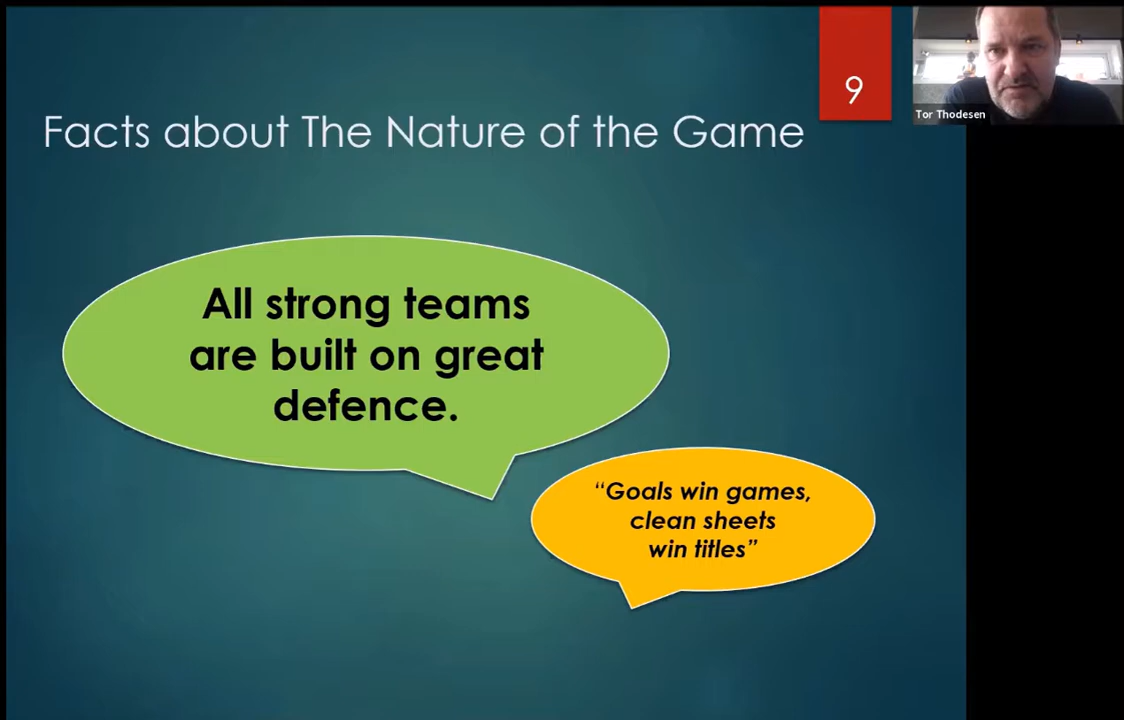 9
Tor Thodesen
Facts about The Nature of the Game
All strong teams
are built on great
defence.
“Goals win games,
clean sheets
win titles”